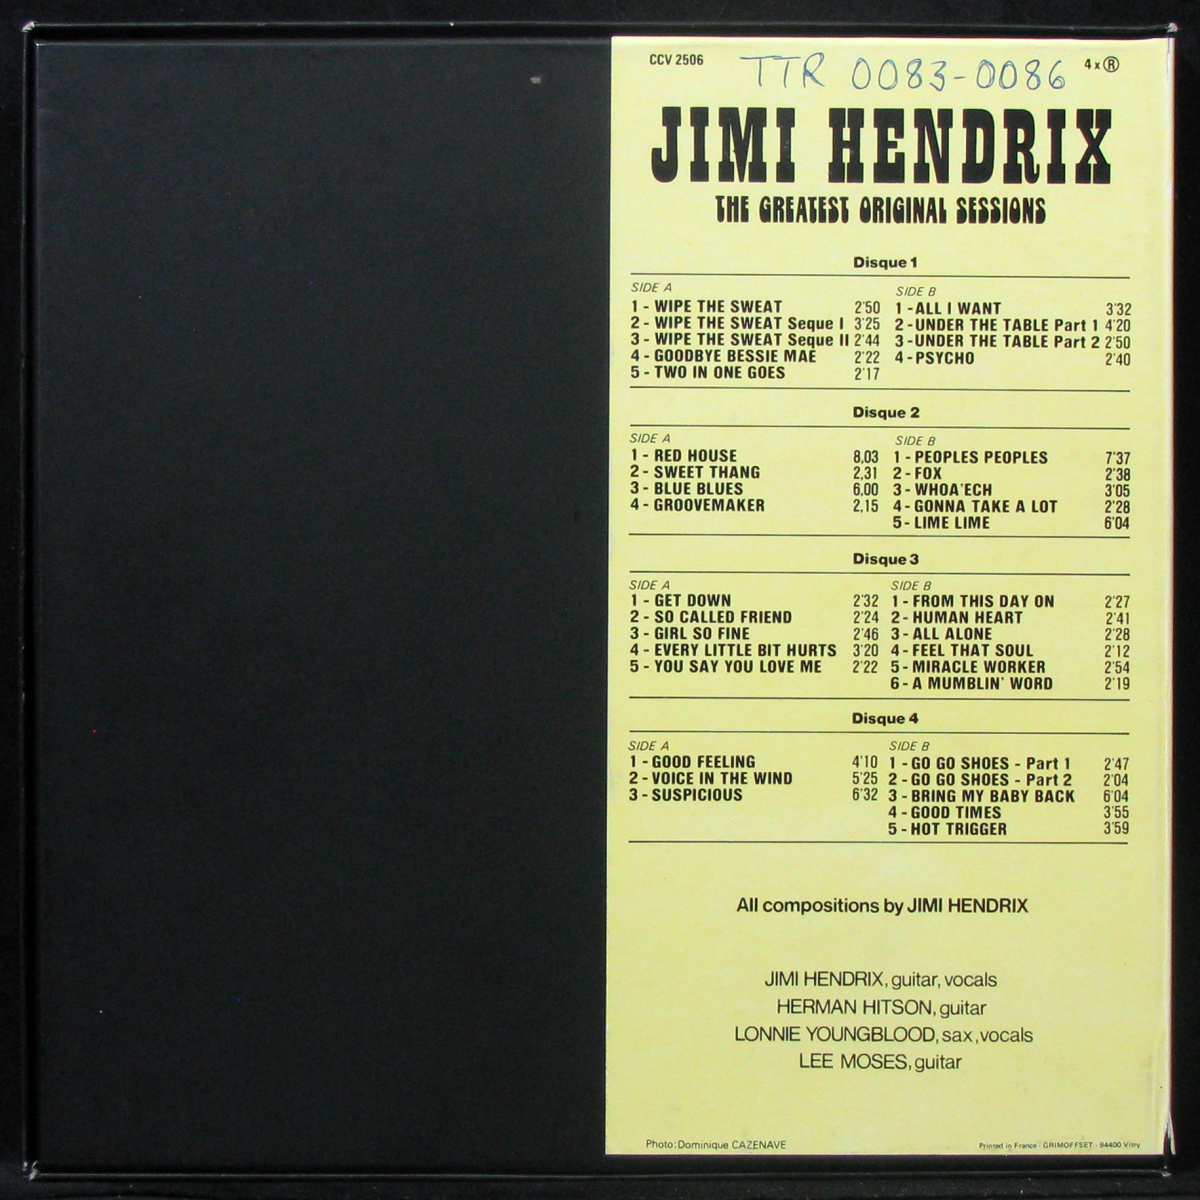 CCV 2506
TTR 0083-0086
4 x Ⓡ
JIMI HENDRIX
THE GREATEST ORIGINAL SESSIONS
Disque 1
SIDE A
1 - WIPE THE SWEAT 2'50
2 - WIPE THE SWEAT Seque I 3'25
3 - WIPE THE SWEAT Seque II 2'44
4 - GOODBYE BESSIE MAE 2'22
5 - TWO IN ONE GOES 2'17
SIDE B
1 - ALL I WANT 3'32
2 - UNDER THE TABLE Part 1 4'20
3 - UNDER THE TABLE Part 2 2'50
4 - PSYCHO 2'40
Disque 2
SIDE A
1 - RED HOUSE 8,03
2 - SWEET THANG 2,31
3 - BLUE BLUES 6,00
4 - GROOVEMAKER 2,15
SIDE B
1 - PEOPLES PEOPLES 7'37
2 - FOX 2'38
3 - WHOA'ECH 3'05
4 - GONNA TAKE A LOT 2'28
5 - LIME LIME 6'04
Disque 3
SIDE A
1 - GET DOWN 2'32
2 - SO CALLED FRIEND 2'24
3 - GIRL SO FINE 2'46
4 - EVERY LITTLE BIT HURTS 3'20
5 - YOU SAY YOU LOVE ME 2'22
SIDE B
1 - FROM THIS DAY ON 2'27
2 - HUMAN HEART 2'41
3 - ALL ALONE 2'28
4 - FEEL THAT SOUL 2'12
5 - MIRACLE WORKER 2'54
6 - A MUMBLIN' WORD 2'19
Disque 4
SIDE A
1 - GOOD FEELING 4'10
2 - VOICE IN THE WIND 5'25
3 - SUSPICIOUS 6'32
SIDE B
1 - GO GO SHOES - Part 1 2'47
2 - GO GO SHOES - Part 2 2'04
3 - BRING MY BABY BACK 6'04
4 - GOOD TIMES 3'55
5 - HOT TRIGGER 3'59
All compositions by JIMI HENDRIX
JIMI HENDRIX, guitar, vocals
HERMAN HITSON, guitar
LONNIE YOUNGBLOOD, sax, vocals
LEE MOSES, guitar
Photo: Dominique CAZENAVE
Printed in France - GRIMOFFSET - 94400 Vitry